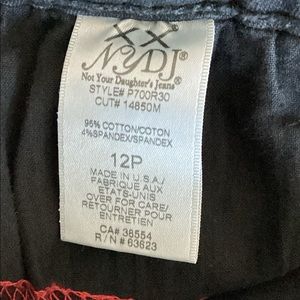 XX
NYDJ®
Not Your Daughter's Jeans®
STYLE# P700R30
CUT# 14850M
96% COTTON/COTON
4%SPANDEX/SPANDEX
12P
MADE IN U.S.A./
FABRIQUE AUX
ETATS-UNIS
OVER FOR CARE/
RETOURNER POUR
ENTRETIEN
CA# 38554
R/N # 63623